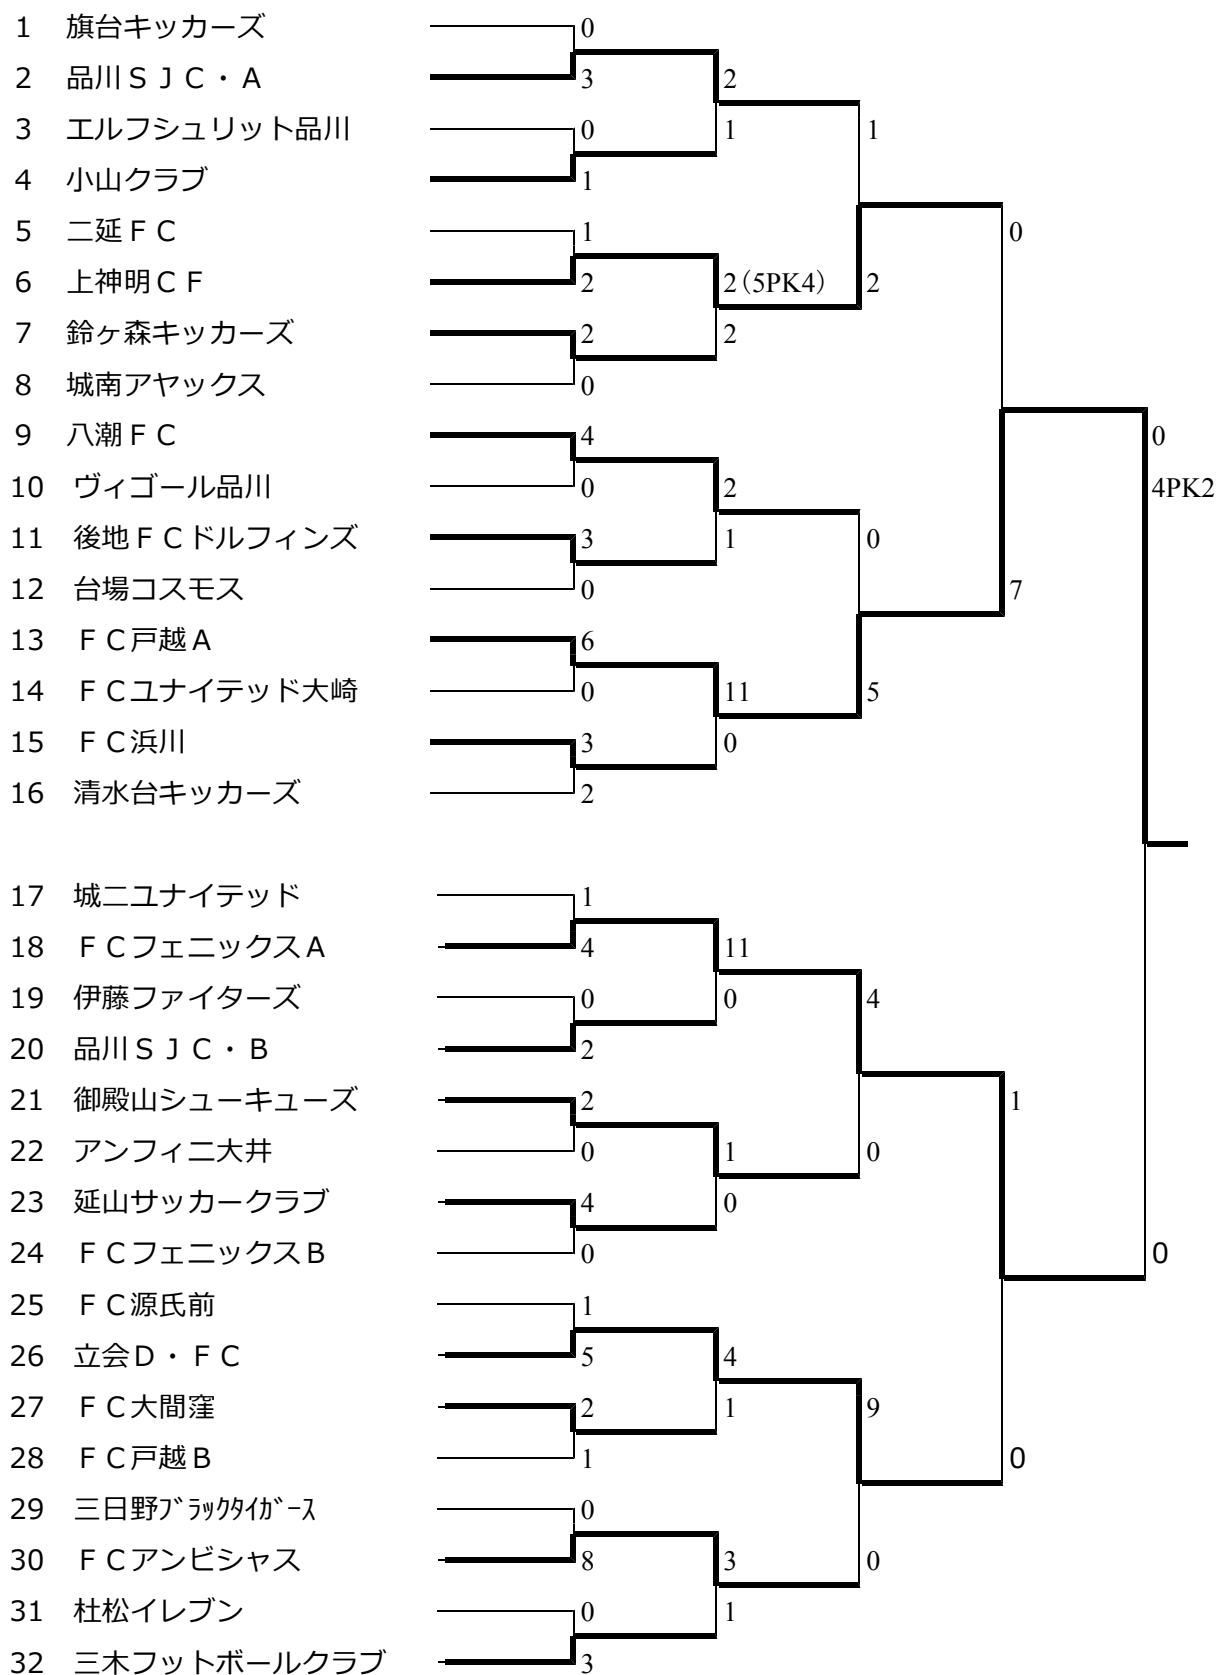 1 旗台キッカーズ 0
2 品川ＳＪＣ・Ａ 3 2
3 エルフシュリット品川 0 1 1
4 小山クラブ 1
5 二延ＦＣ 1 0
6 上神明ＣＦ 2 2（5PK4） 2
7 鈴ヶ森キッカーズ 2 2
8 城南アヤックス 0
9 八潮ＦＣ 4 0
10 ヴィゴール品川 0 2 4PK2
11 後地ＦＣドルフィンズ 3 1 0
12 台場コスモス 0 7
13 ＦＣ戸越Ａ 6
14 ＦＣユナイテッド大崎 0 11 5
15 ＦＣ浜川 3 0
16 清水台キッカーズ 2
17 城二ユナイテッド 1
18 ＦＣフェニックスＡ 4 11
19 伊藤ファイターズ 0 0 4
20 品川ＳＪＣ・Ｂ 2
21 御殿山シューキューズ 2 1
22 アンフィニ大井 0 1 0
23 延山サッカークラブ 4 0
24 ＦＣフェニックスＢ 0 0
25 ＦＣ源氏前 1
26 立会Ｄ・ＦＣ 5 4
27 ＦＣ大間窪 2 1 9
28 ＦＣ戸越Ｂ 1 0
29 三日野ﾌﾞﾗｯｸﾀｲｶﾞｰｽ 0
30 ＦＣアンビシャス 8 3 0
31 杜松イレブン 0 1
32 三木フットボールクラブ 3